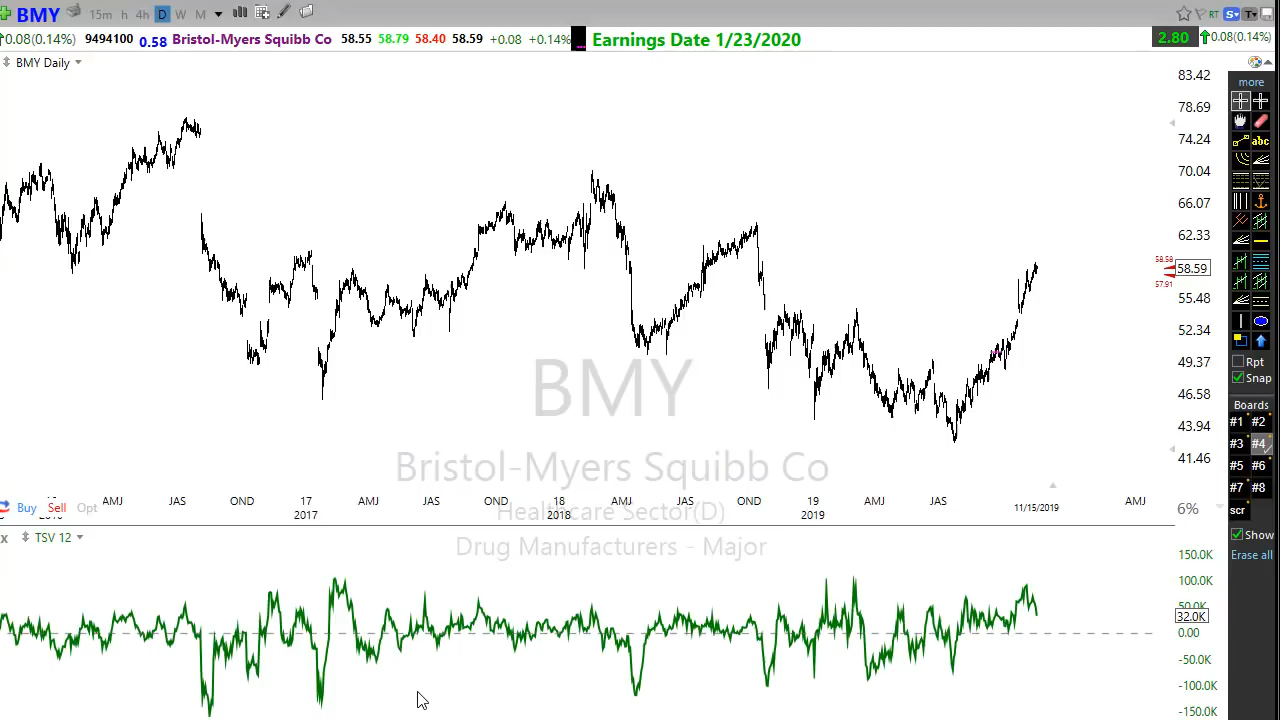 BMY 15m h 4h D W M RT S T
0.08(0.14%) 9494100 0.58 Bristol-Myers Squibb Co 58.55 58.79 58.40 58.59 +0.08 +0.14% Earnings Date 1/23/2020 2.80 0.08(0.14%)
BMY Daily
more
abc
83.42
78.69
74.24
70.04
66.07
62.33
58.58
58.59
57.91
55.48
52.34
49.37
46.58
43.94
41.46
Rpt
Snap
Boards
#1 #2
#3 #4
#5 #6
#7 #8
scr
Show
Erase all
BMY
Bristol-Myers Squibb Co
Healthcare Sector(D)
Drug Manufacturers - Major
AMJ JAS OND 17 AMJ JAS OND 18 AMJ JAS OND 19 AMJ JAS 11/15/2019 AMJ
Buy Sell Opt 2017 2018 2019 6%
x TSV 12
150.0K
100.0K
50.0K
32.0K
0.00
-50.0K
-100.0K
-150.0K